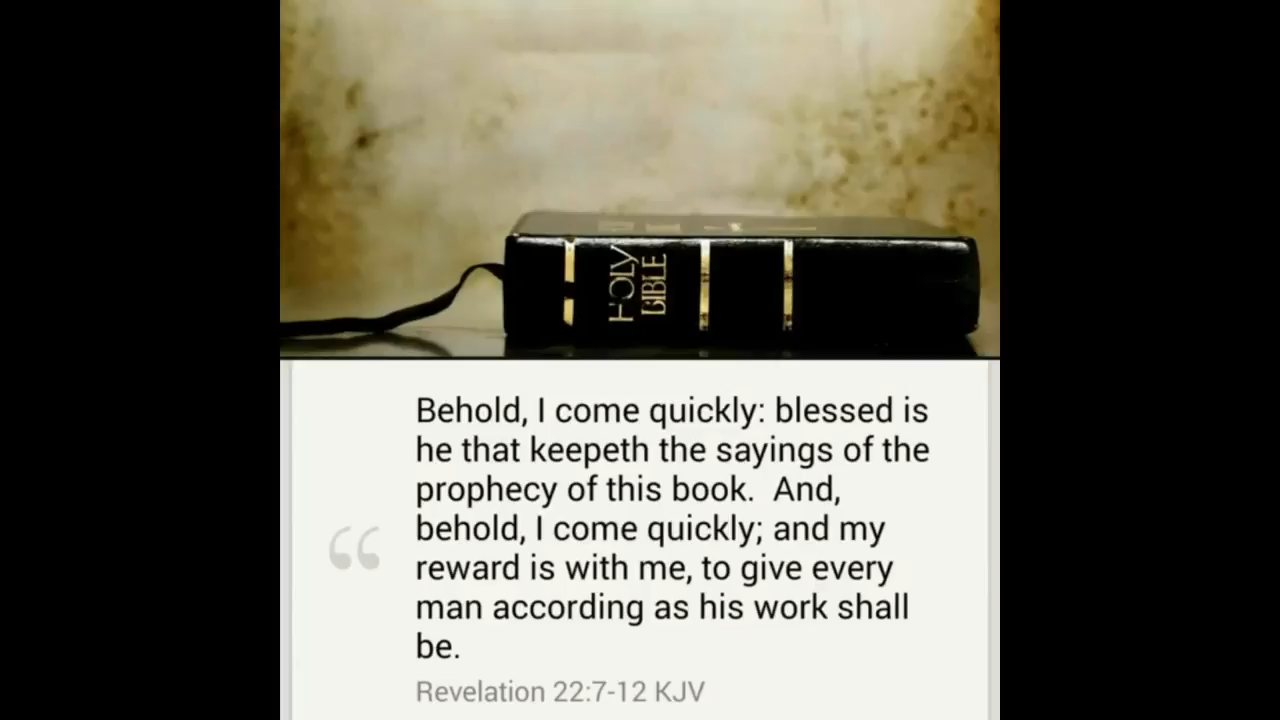 HOLY
BIBLE
Behold, I come quickly: blessed is
he that keepeth the sayings of the
prophecy of this book.  And,
behold, I come quickly; and my
reward is with me, to give every
man according as his work shall
be.
Revelation 22:7-12 KJV